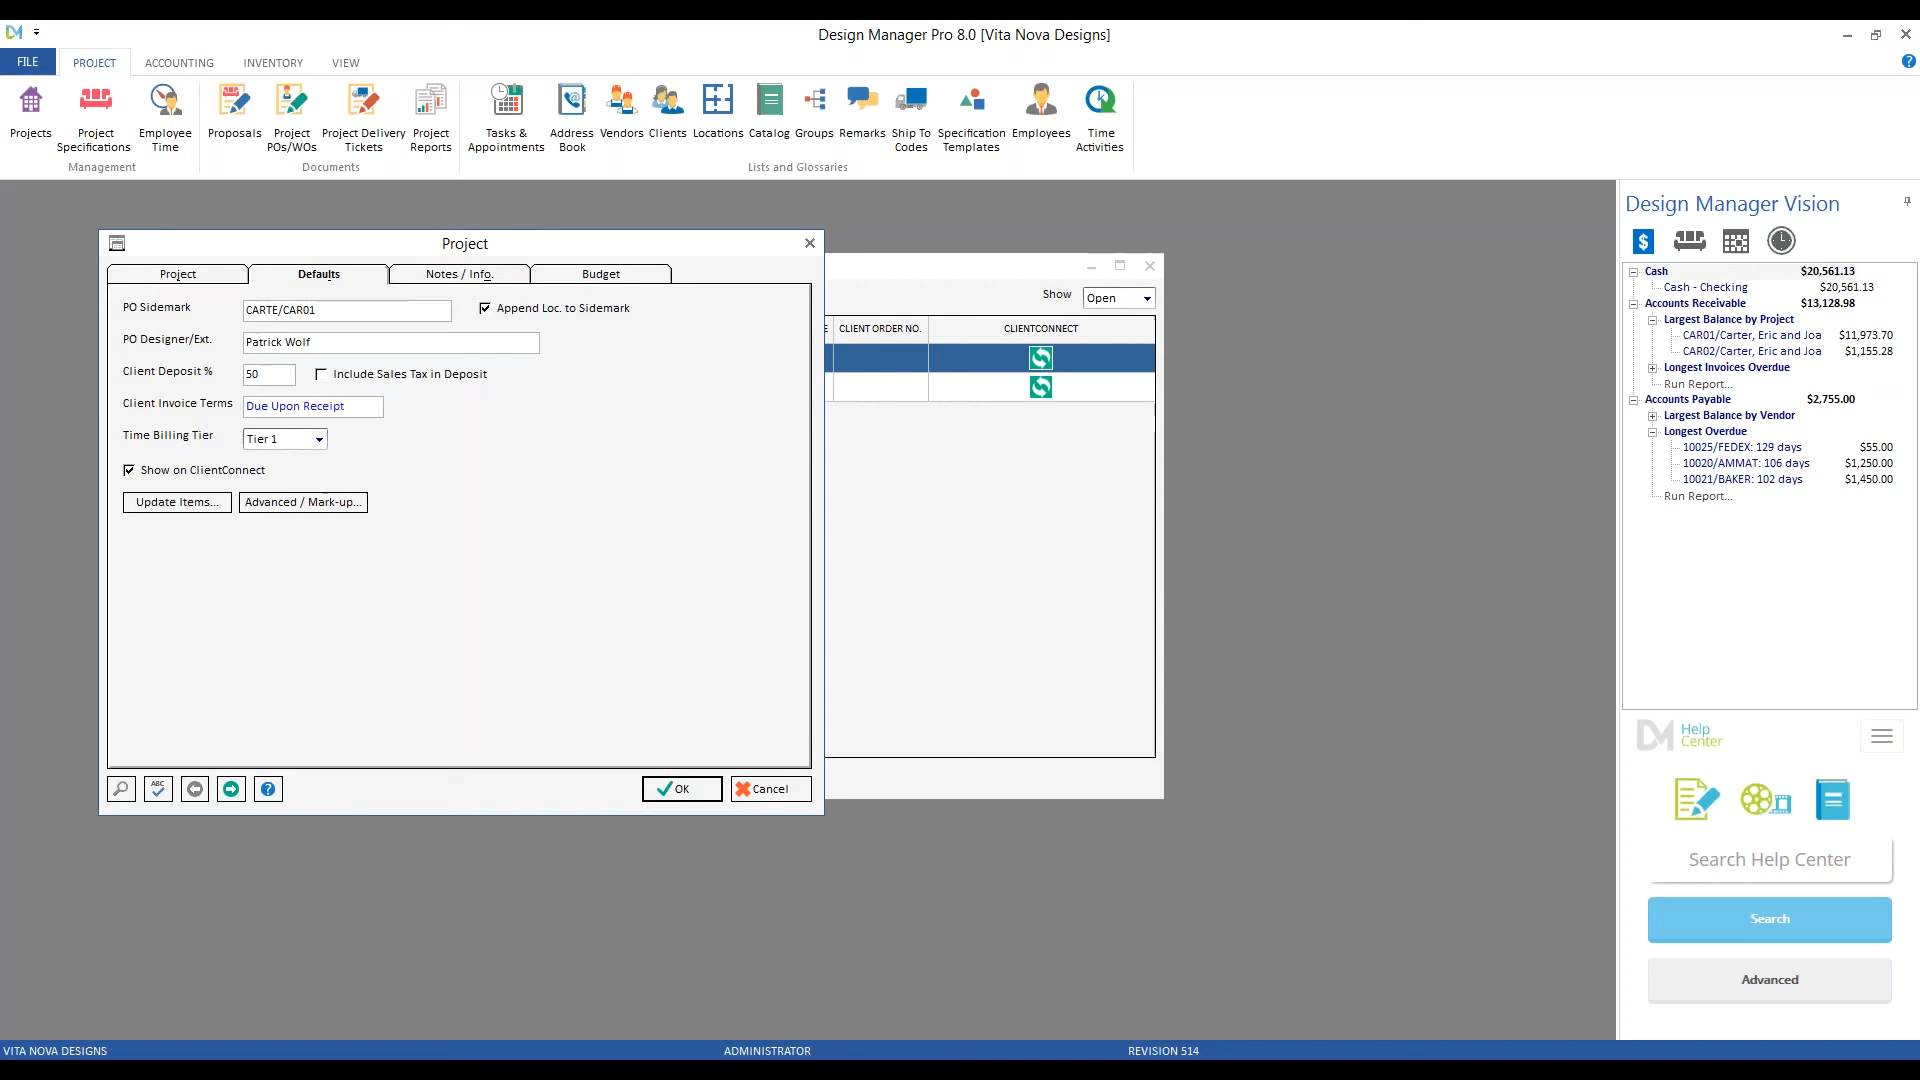 Design Manager Pro 8.0 [Vita Nova Designs]
FILE
PROJECT
ACCOUNTING
INVENTORY
VIEW
Projects
Project Specifications
Employee Time
Management
Proposals
Project POs/WOs
Project Delivery Tickets
Project Reports
Documents
Tasks & Appointments
Address Book
Vendors
Clients
Locations
Catalog
Groups
Remarks
Ship To Codes
Specification Templates
Employees
Time Activities
Lists and Glossaries
Project
Project
Defaults
Notes / Info.
Budget
PO Sidemark
CARTE/CAR01
Append Loc. to Sidemark
PO Designer/Ext.
Patrick Wolf
Client Deposit %
50
Include Sales Tax in Deposit
Client Invoice Terms
Due Upon Receipt
Time Billing Tier
Tier 1
Show on ClientConnect
Update Items...
Advanced / Mark-up...
ABC
OK
Cancel
Show
Open
E
CLIENT ORDER NO.
CLIENTCONNECT
Design Manager Vision
$
Cash $20,561.13
Cash - Checking $20,561.13
Accounts Receivable $13,128.98
Largest Balance by Project
CAR01/Carter, Eric and Joa $11,973.70
CAR02/Carter, Eric and Joa $1,155.28
Longest Invoices Overdue
Run Report...
Accounts Payable $2,755.00
Largest Balance by Vendor
Longest Overdue
10025/FEDEX: 129 days $55.00
10020/AMMAT: 106 days $1,250.00
10021/BAKER: 102 days $1,450.00
Run Report...
DM Help Center
Search Help Center
Search
Advanced
VITA NOVA DESIGNS
ADMINISTRATOR
REVISION 514